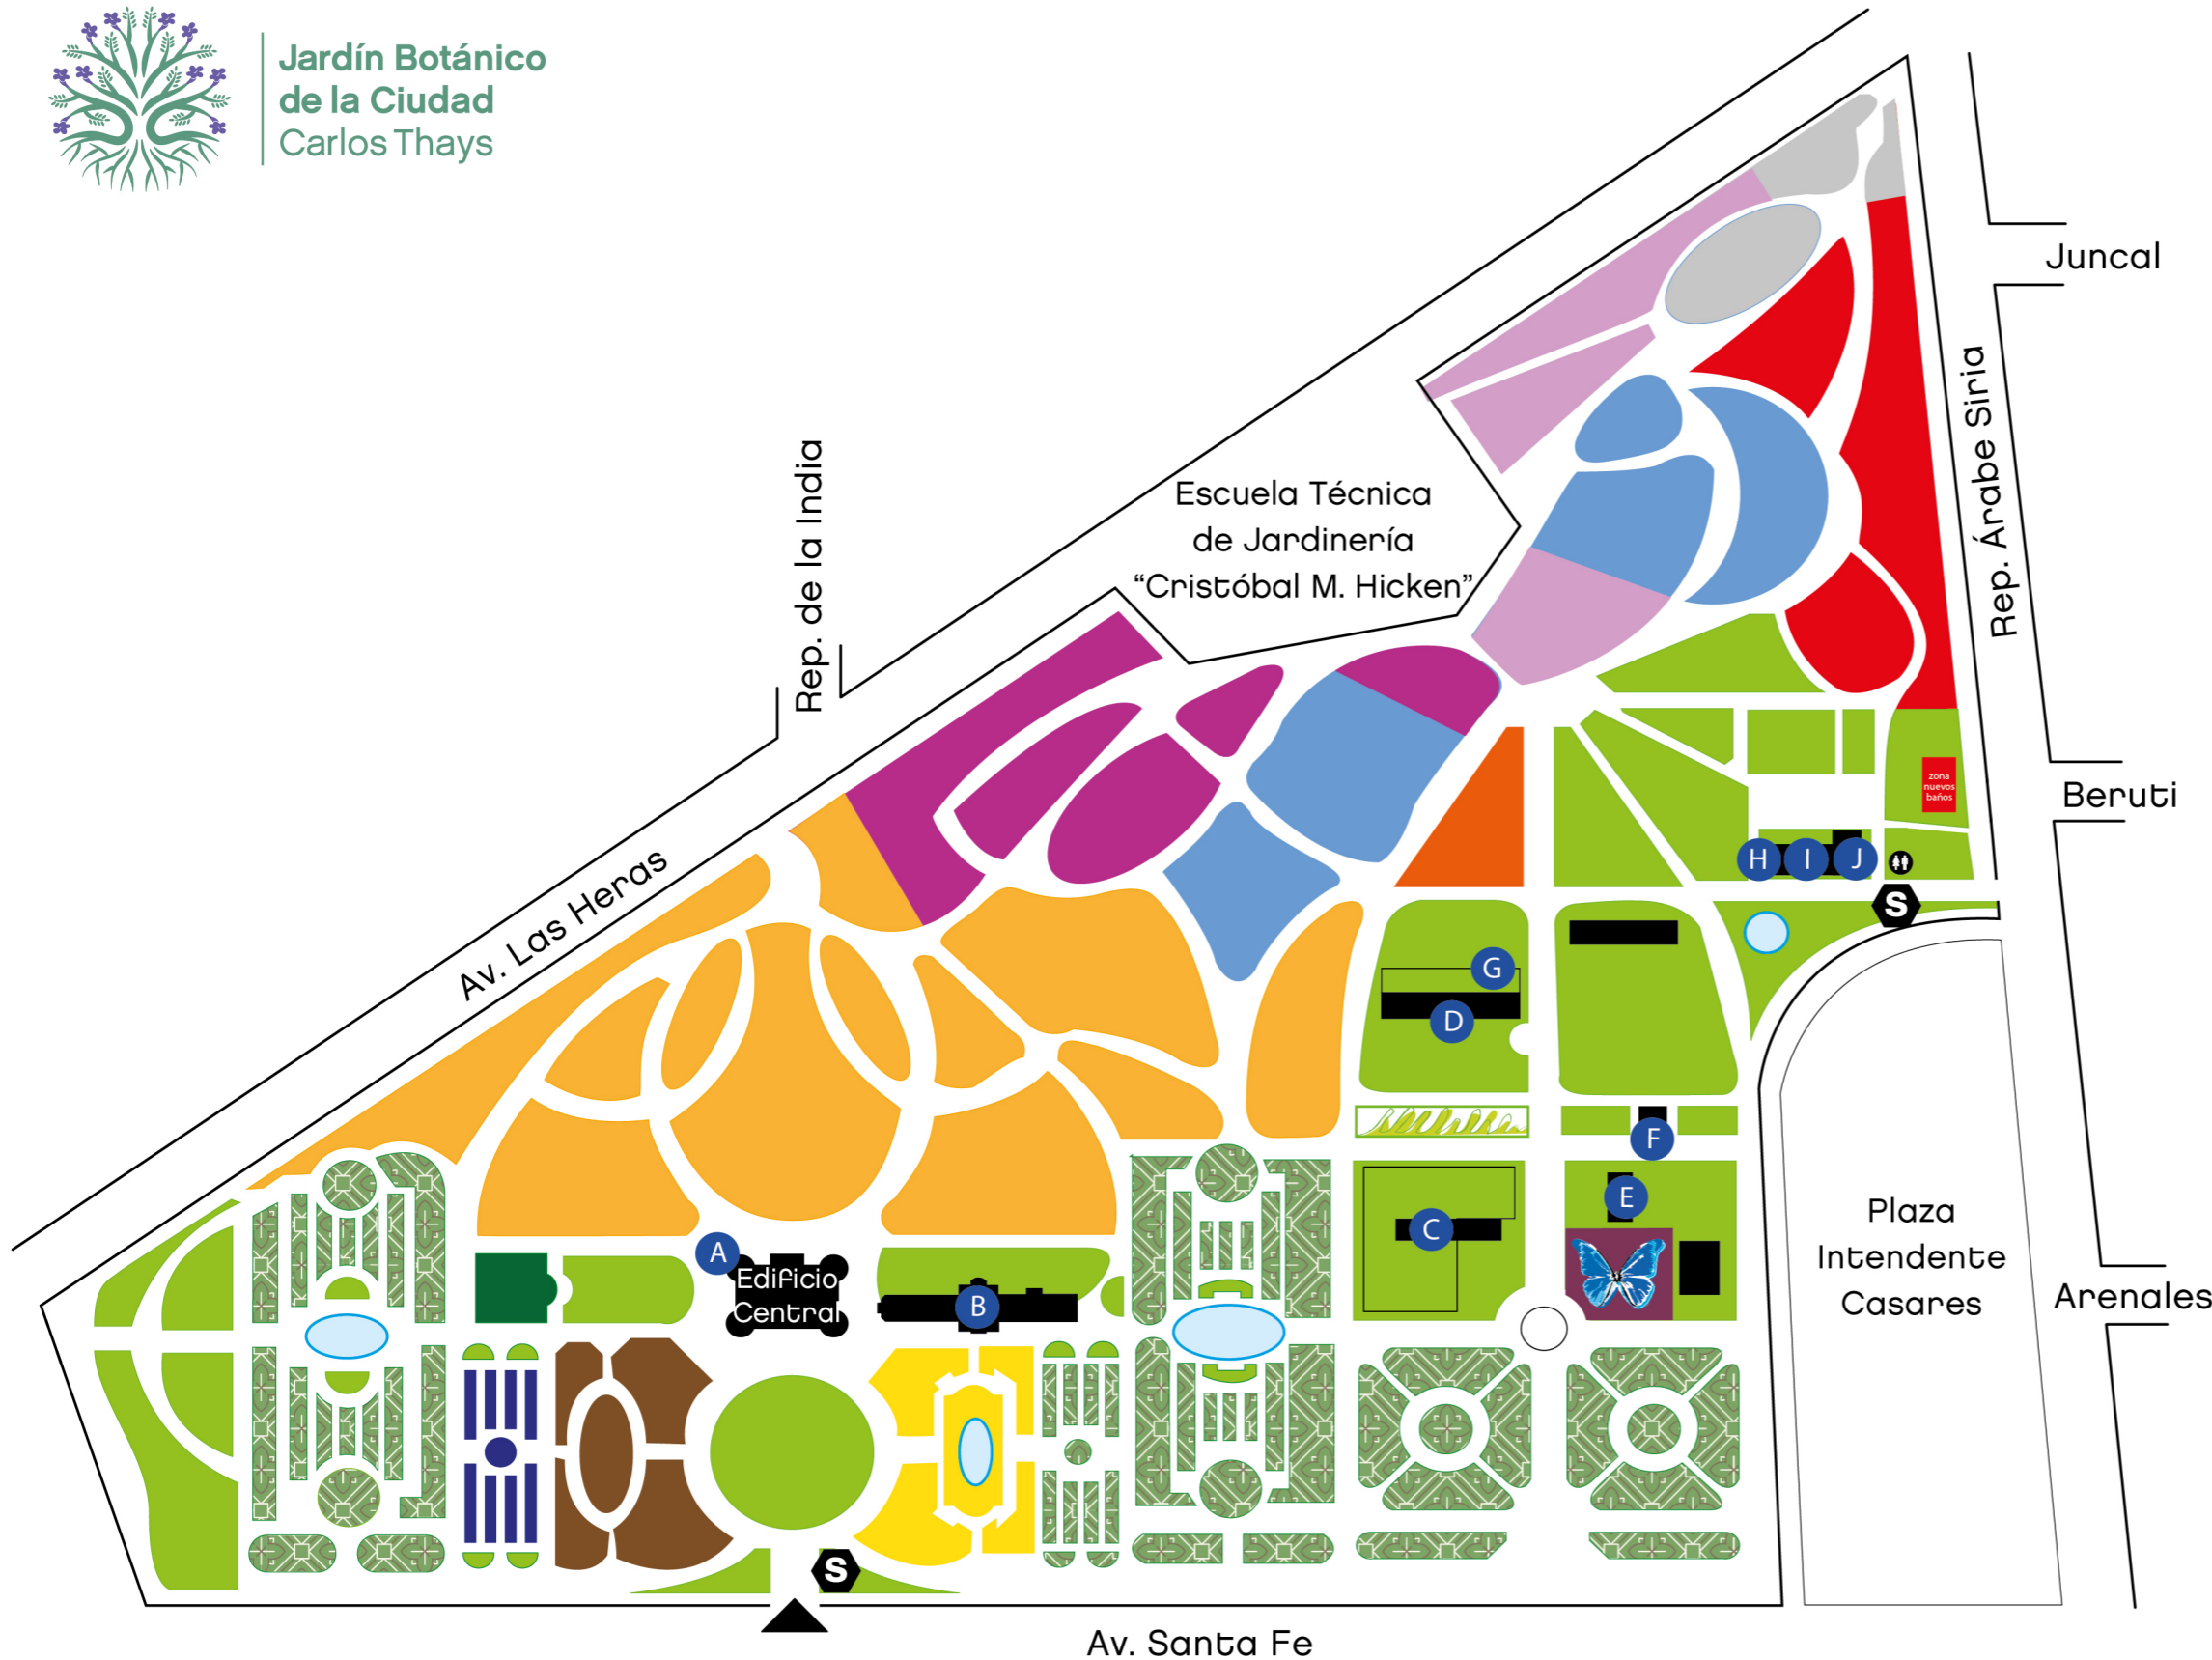 Jardín Botánico
de la Ciudad
Carlos Thays
Juncal
Rep. Árabe Siria
Rep. de la India
Escuela Técnica
de Jardinería
“Cristóbal M. Hicken”
zona
nuevos
baños
Beruti
H I J
S
Av. Las Heras
G
D
F
E
C
Plaza
Intendente
Casares
Arenales
A
Edificio
Central
B
S
Av. Santa Fe